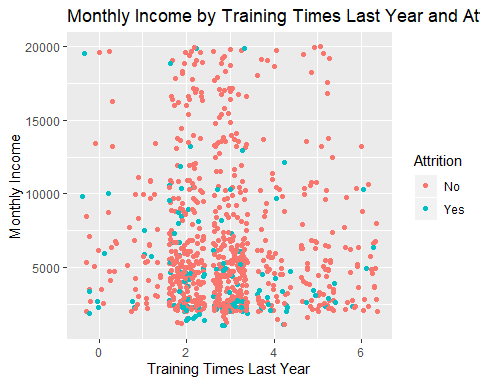 Monthly Income by Training Times Last Year and At
20000
15000
10000
5000
Monthly Income
0
2
4
6
Training Times Last Year
Attrition
No
Yes